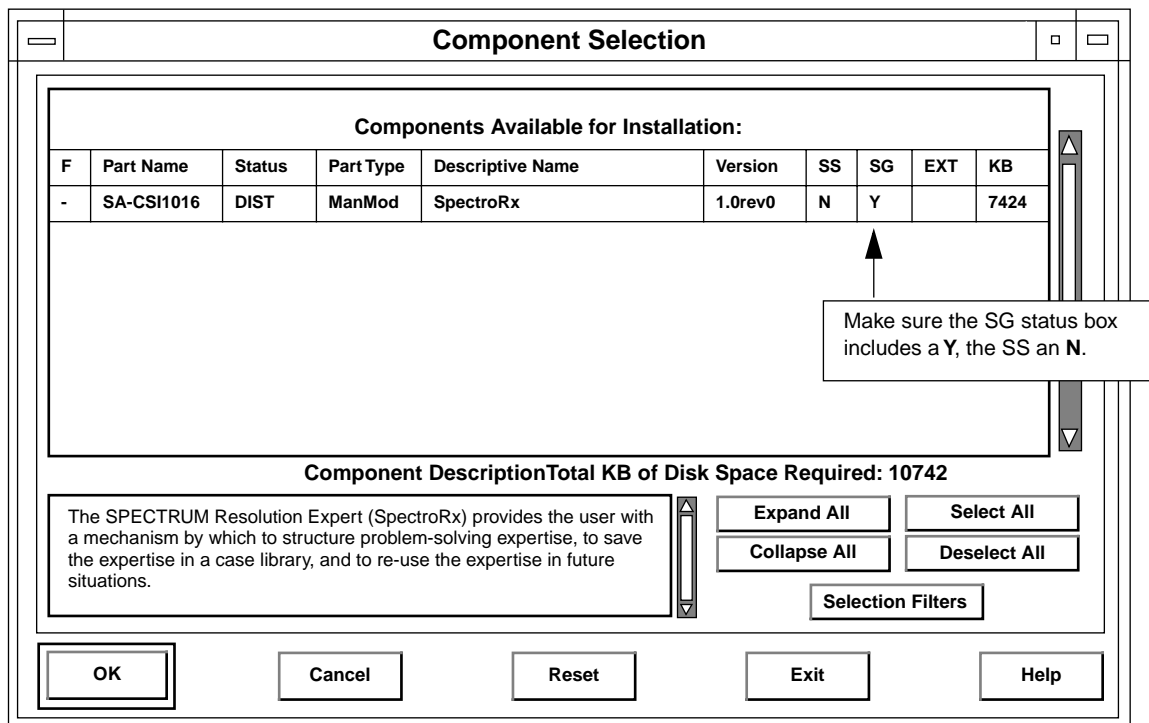 Component Selection
Components Available for Installation:
F Part Name Status Part Type Descriptive Name Version SS SG EXT KB
- SA-CSI1016 DIST ManMod SpectroRx 1.0rev0 N Y 7424
Make sure the SG status box
includes a Y, the SS an N.
Component DescriptionTotal KB of Disk Space Required: 10742
The SPECTRUM Resolution Expert (SpectroRx) provides the user with
a mechanism by which to structure problem-solving expertise, to save
the expertise in a case library, and to re-use the expertise in future
situations.
Expand All Select All
Collapse All Deselect All
Selection Filters
OK Cancel Reset Exit Help